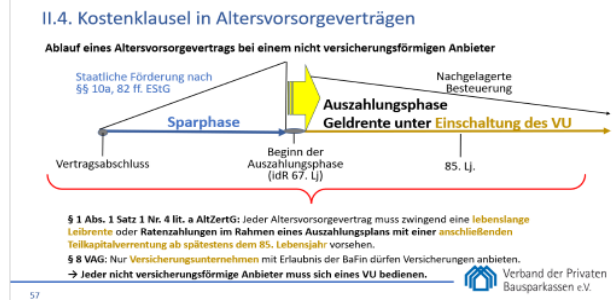 II.4. Kostenklausel in Altersvorsorgeverträgen
Ablauf eines Altersvorsorgevertrags bei einem nicht versicherungsförmigen Anbieter
Staatliche Förderung nach
§§ 10a, 82 ff. EStG
Nachgelagerte
Besteuerung
Sparphase
Auszahlungsphase
Geldrente unter Einschaltung des VU
Vertragsabschluss
Beginn der
Auszahlungsphase
(idR 67. Lj)
85. Lj.
§ 1 Abs. 1 Satz 1 Nr. 4 lit. a AltZertG: Jeder Altersvorsorgevertrag muss zwingend eine lebenslange
Leibrente oder Ratenzahlungen im Rahmen eines Auszahlungsplans mit einer anschließenden
Teilkapitalverrentung ab spätestens dem 85. Lebensjahr vorsehen.
§ 8 VAG: Nur Versicherungsunternehmen mit Erlaubnis der BaFin dürfen Versicherungen anbieten.
→ Jeder nicht versicherungsförmige Anbieter muss sich eines VU bedienen.
Verband der Privaten
Bausparkassen e.V.
57